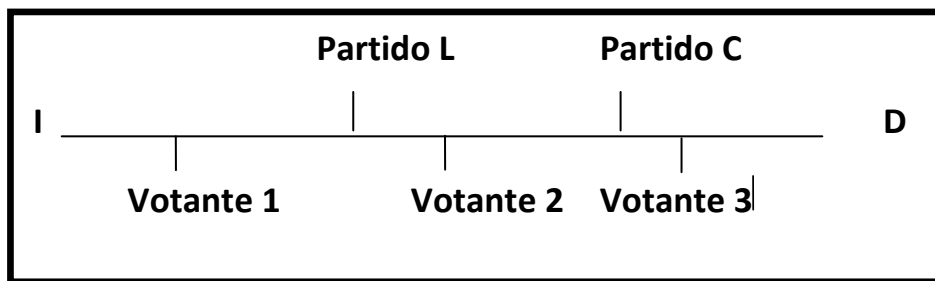 Partido L Partido C
I D
Votante 1 Votante 2 Votante 3